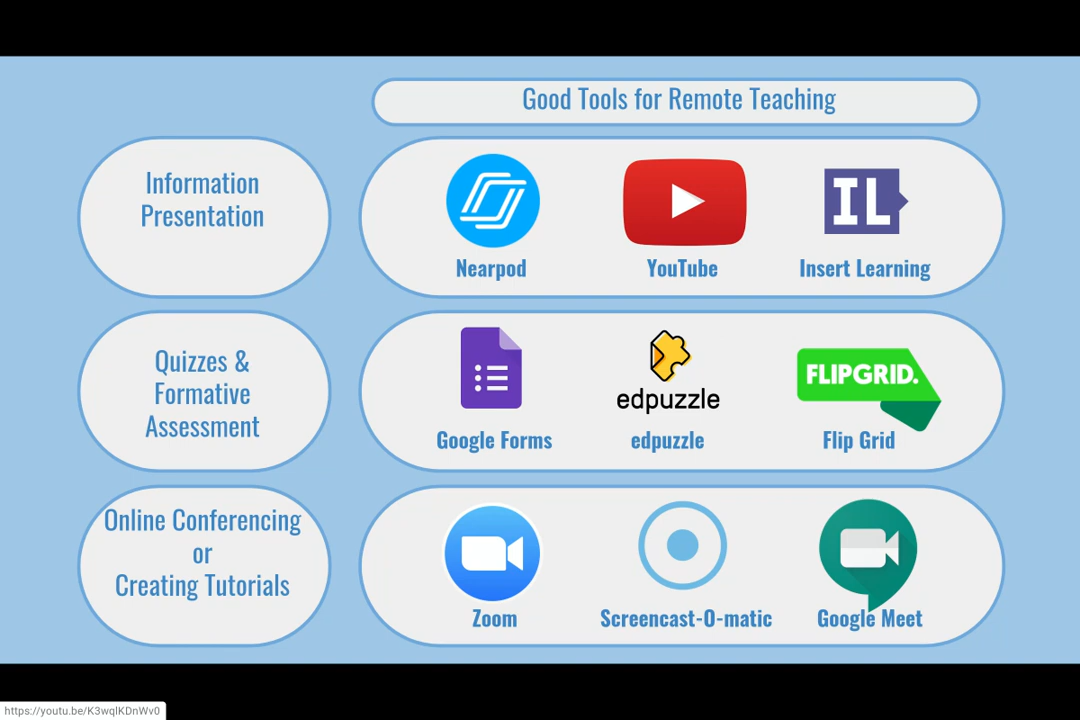 Good Tools for Remote Teaching
Information
Presentation
Nearpod
YouTube
IL
Insert Learning
Quizzes &
Formative
Assessment
Google Forms
edpuzzle
edpuzzle
FLIPGRID.
Flip Grid
Online Conferencing
or
Creating Tutorials
Zoom
Screencast-O-matic
Google Meet
https://youtu.be/K3wqIKDnWv0